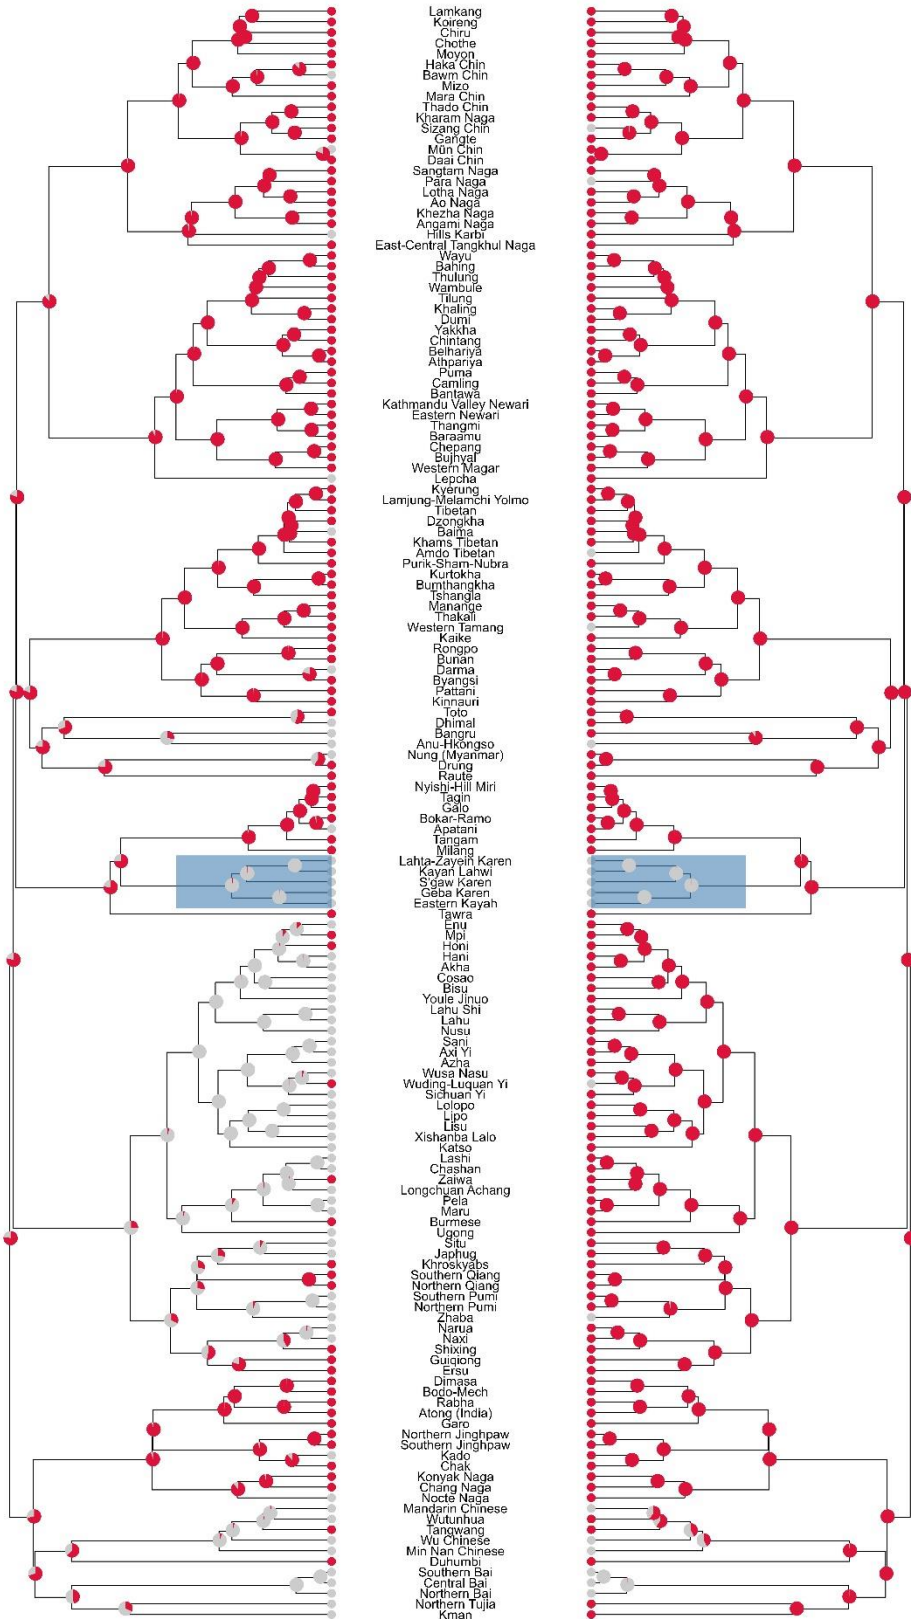 Lamkang
Koireng
Chiru
Chothe
Moyon
Haka Chin
Bawm Chin
Mizo
Mara Chin
Thado Chin
Kharam Naga
Sizang Chin
Gangte
Mün Chin
Daai Chin
Sangtam Naga
Para Naga
Lotha Naga
Ao Naga
Khezha Naga
Angami Naga
Hills Karbi
East-Central Tangkhul Naga
Wayu
Bahing
Thulung
Wambule
Tilung
Khaling
Dumi
Yakkha
Chintang
Belhariya
Athpariya
Puma
Camling
Bantawa
Kathmandu Valley Newari
Eastern Newari
Thangmi
Baraamu
Chepang
Bujhyal
Western Magar
Lepcha
Kyerung
Lamjung-Melamchi Yolmo
Tibetan
Dzongkha
Baima
Khams Tibetan
Amdo Tibetan
Purik-Sham-Nubra
Kurtokha
Bumthangkha
Tshangla
Manange
Thakali
Western Tamang
Kaike
Rongpo
Bunan
Darma
Byangsi
Pattani
Kinnauri
Toto
Dhimal
Bangru
Anu-Hkongso
Nung (Myanmar)
Drung
Raute
Nyishi-Hill Miri
Tagin
Galo
Bokar-Ramo
Apatani
Tangam
Milang
Lahta-Zayein Karen
Kayan Lahwi
S'gaw Karen
Geba Karen
Eastern Kayah
Tawra
Enu
Mpi
Honi
Hani
Akha
Cosao
Bisu
Youle Jinuo
Lahu Shi
Lahu
Nusu
Sani
Axi Yi
Azha
Wusa Nasu
Wuding-Luquan Yi
Sichuan Yi
Lolopo
Lipo
Lisu
Xishanba Lalo
Katso
Lashi
Chashan
Zaiwa
Longchuan Achang
Pela
Maru
Burmese
Ugong
Situ
Japhug
Khroskyabs
Southern Qiang
Northern Qiang
Southern Pumi
Northern Pumi
Zhaba
Narua
Naxi
Shixing
Guiqiong
Ersu
Dimasa
Bodo-Mech
Rabha
Atong (India)
Garo
Northern Jinghpaw
Southern Jinghpaw
Kado
Chak
Konyak Naga
Chang Naga
Nocte Naga
Mandarin Chinese
Wutunhua
Tangwang
Wu Chinese
Min Nan Chinese
Duhumbi
Southern Bai
Central Bai
Northern Bai
Northern Tujia
Kman